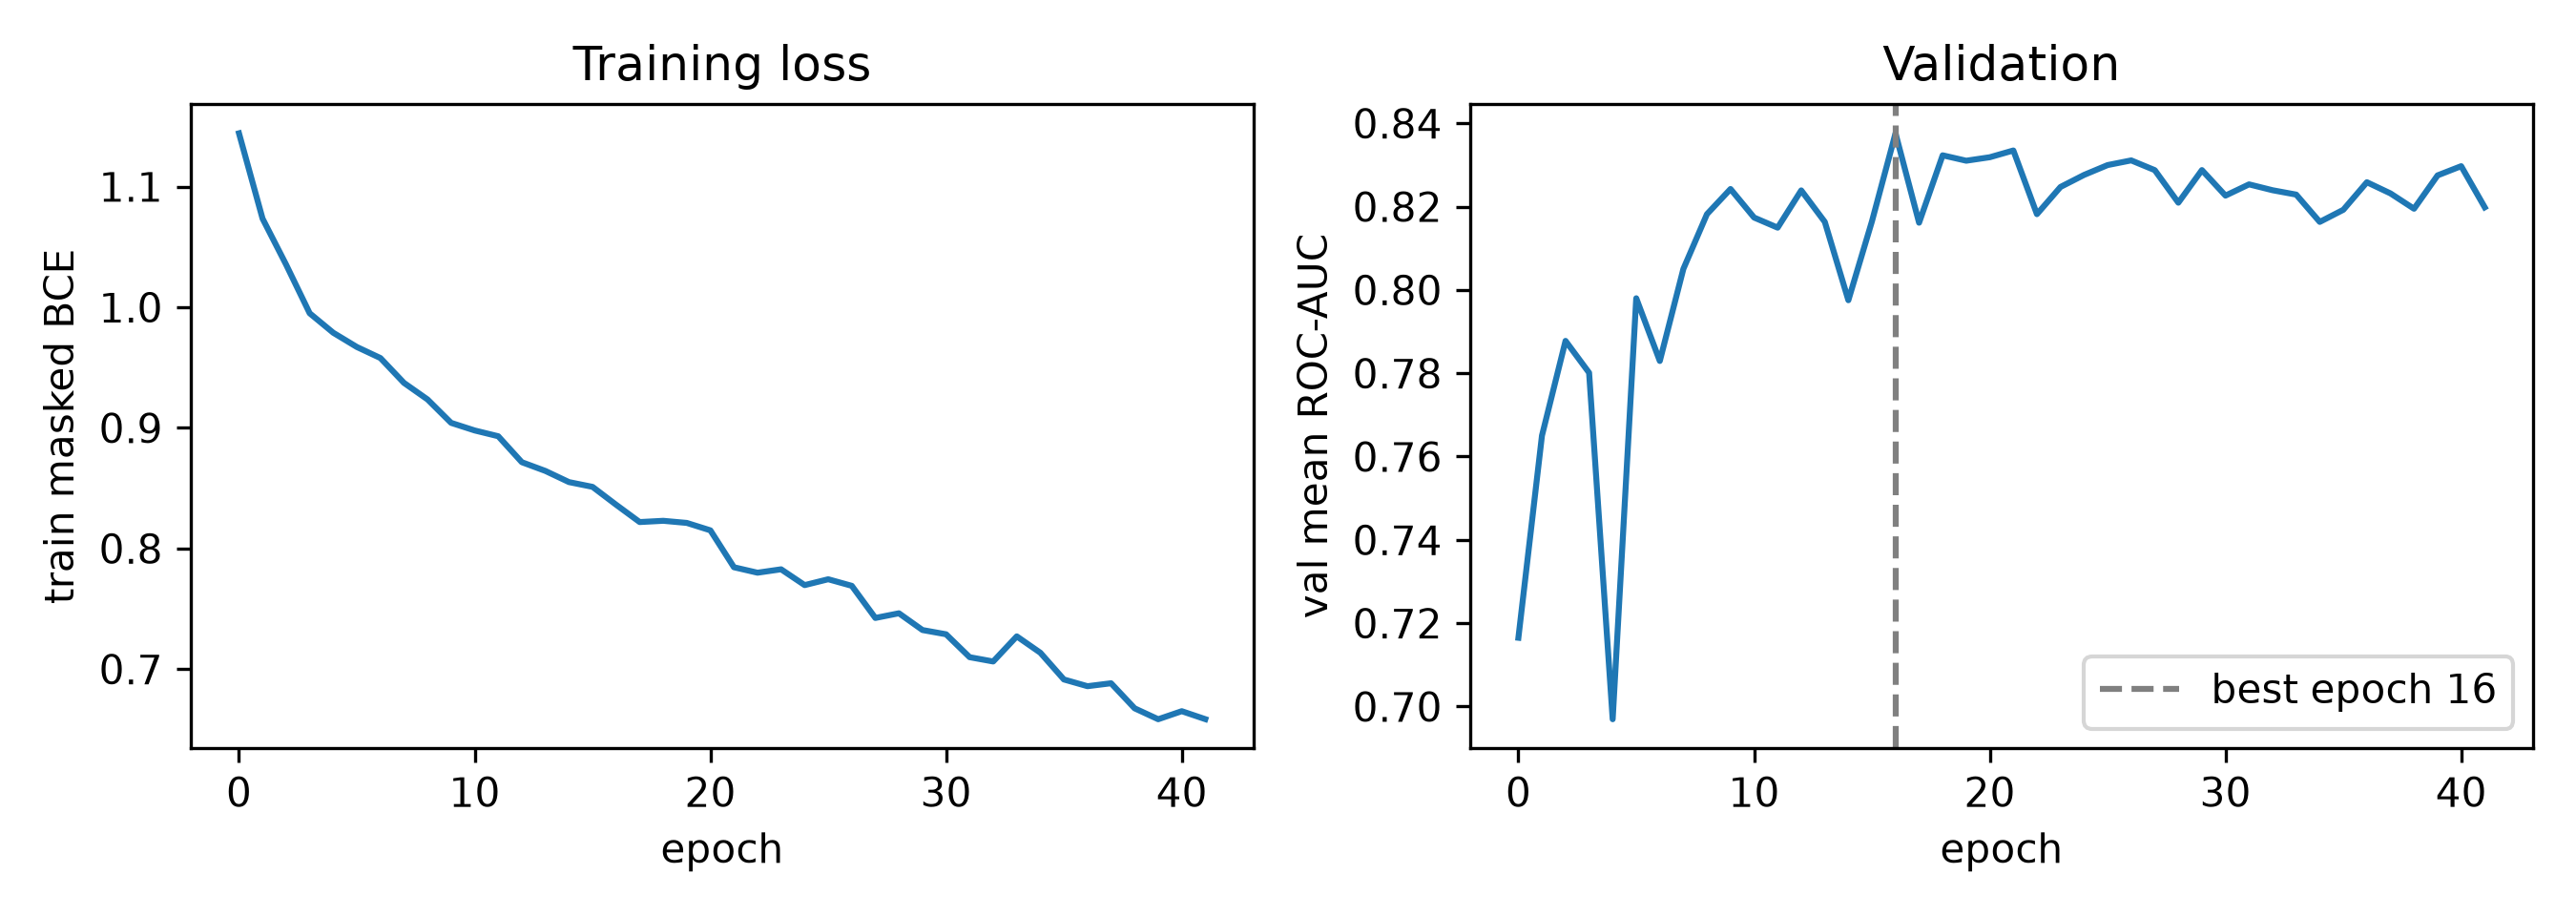 Training loss
train masked BCE
1.1
1.0
0.9
0.8
0.7
0 10 20 30 40
epoch
Validation
val mean ROC-AUC
0.84
0.82
0.80
0.78
0.76
0.74
0.72
0.70
best epoch 16
0 10 20 30 40
epoch